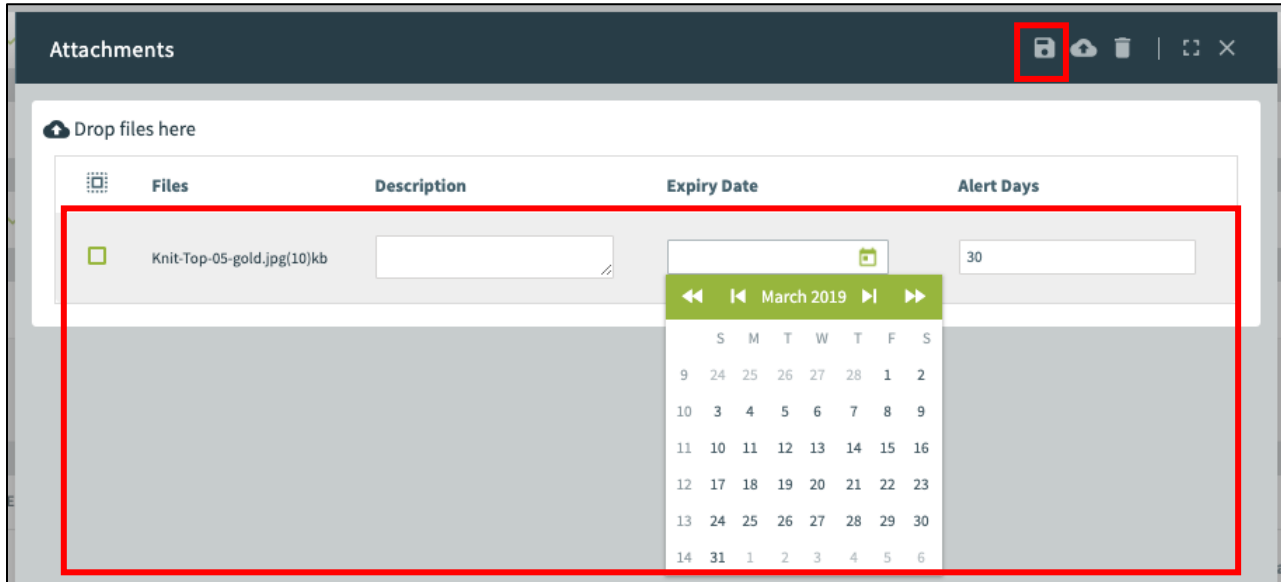 Attachments
Drop files here
Files Description Expiry Date Alert Days
Knit-Top-05-gold.jpg(10)kb 30
March 2019
S M T W T F S
9 24 25 26 27 28 1 2
10 3 4 5 6 7 8 9
11 10 11 12 13 14 15 16
12 17 18 19 20 21 22 23
13 24 25 26 27 28 29 30
14 31 1 2 3 4 5 6